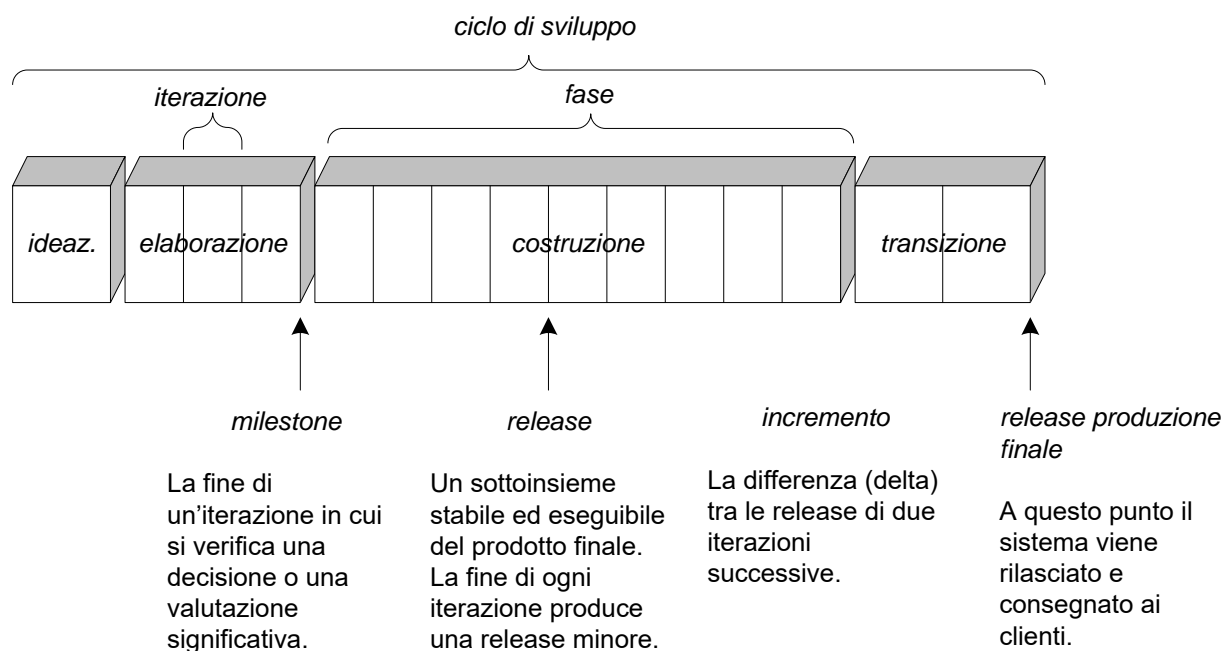 ciclo di sviluppo
iterazione
fase
ideaz.
elaborazione
costruzione
transizione
milestone
La fine di
un’iterazione in cui
si verifica una
decisione o una
valutazione
significativa.
release
Un sottoinsieme
stabile ed eseguibile
del prodotto finale.
La fine di ogni
iterazione produce
una release minore.
incremento
La differenza (delta)
tra le release di due
iterazioni
successive.
release produzione
finale
A questo punto il
sistema viene
rilasciato e
consegnato ai
clienti.